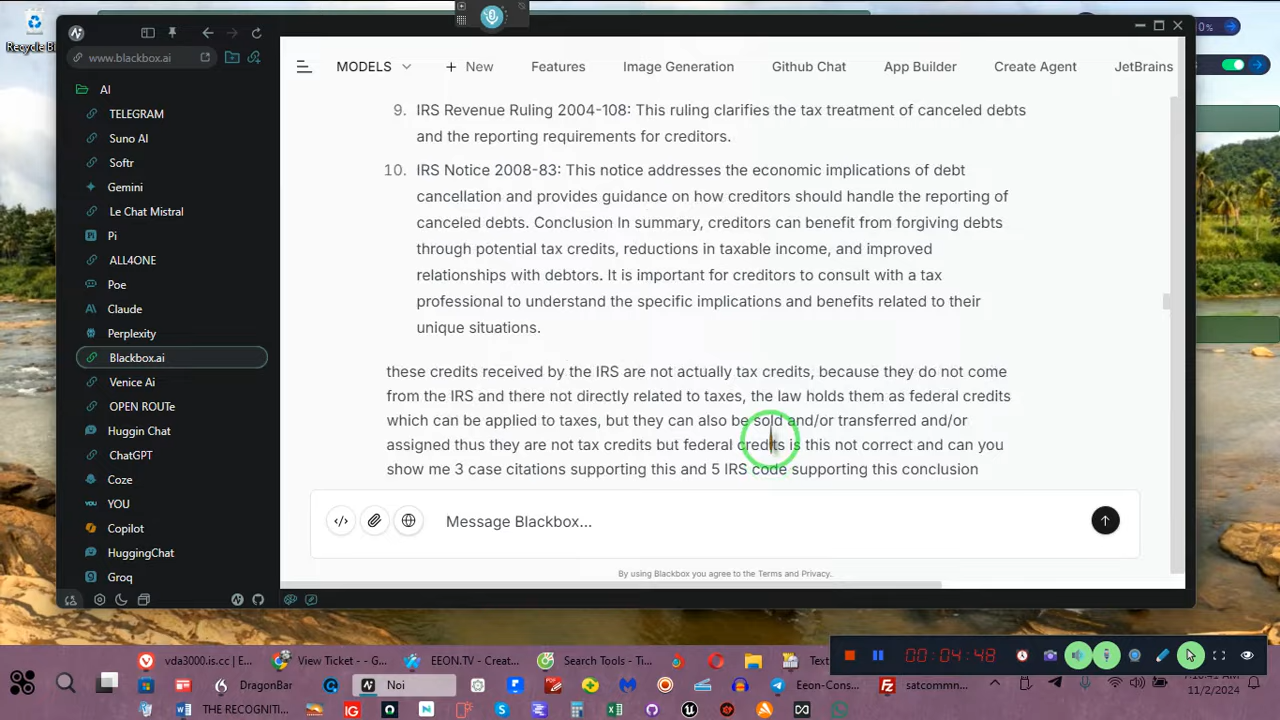 Recycle Bi
www.blackbox.ai
AI
TELEGRAM
Suno AI
Softr
Gemini
Le Chat Mistral
Pi
ALL4ONE
Poe
Claude
Perplexity
Blackbox.ai
Venice Ai
OPEN ROUTe
Huggin Chat
ChatGPT
Coze
YOU
Copilot
HuggingChat
Groq
MODELS
New
Features
Image Generation
Github Chat
App Builder
Create Agent
JetBrains
9. IRS Revenue Ruling 2004-108: This ruling clarifies the tax treatment of canceled debts
and the reporting requirements for creditors.
10. IRS Notice 2008-83: This notice addresses the economic implications of debt
cancellation and provides guidance on how creditors should handle the reporting of
canceled debts. Conclusion In summary, creditors can benefit from forgiving debts
through potential tax credits, reductions in taxable income, and improved
relationships with debtors. It is important for creditors to consult with a tax
professional to understand the specific implications and benefits related to their
unique situations.
these credits received by the IRS are not actually tax credits, because they do not come
from the IRS and there not directly related to taxes, the law holds them as federal credits
which can be applied to taxes, but they can also be sold and/or transferred and/or
assigned thus they are not tax credits but federal credits is this not correct and can you
show me 3 case citations supporting this and 5 IRS code supporting this conclusion
Message Blackbox...
By using Blackbox you agree to the Terms and Privacy.
0%
00:04:48
vda3000.is.cc | E...
View Ticket - - G...
EEON.TV - Creat...
Search Tools - Ti...
Text
DragonBar
Noi
Eeon-Cons...
satcommn...
11/2/2024
THE RECOGNITI...